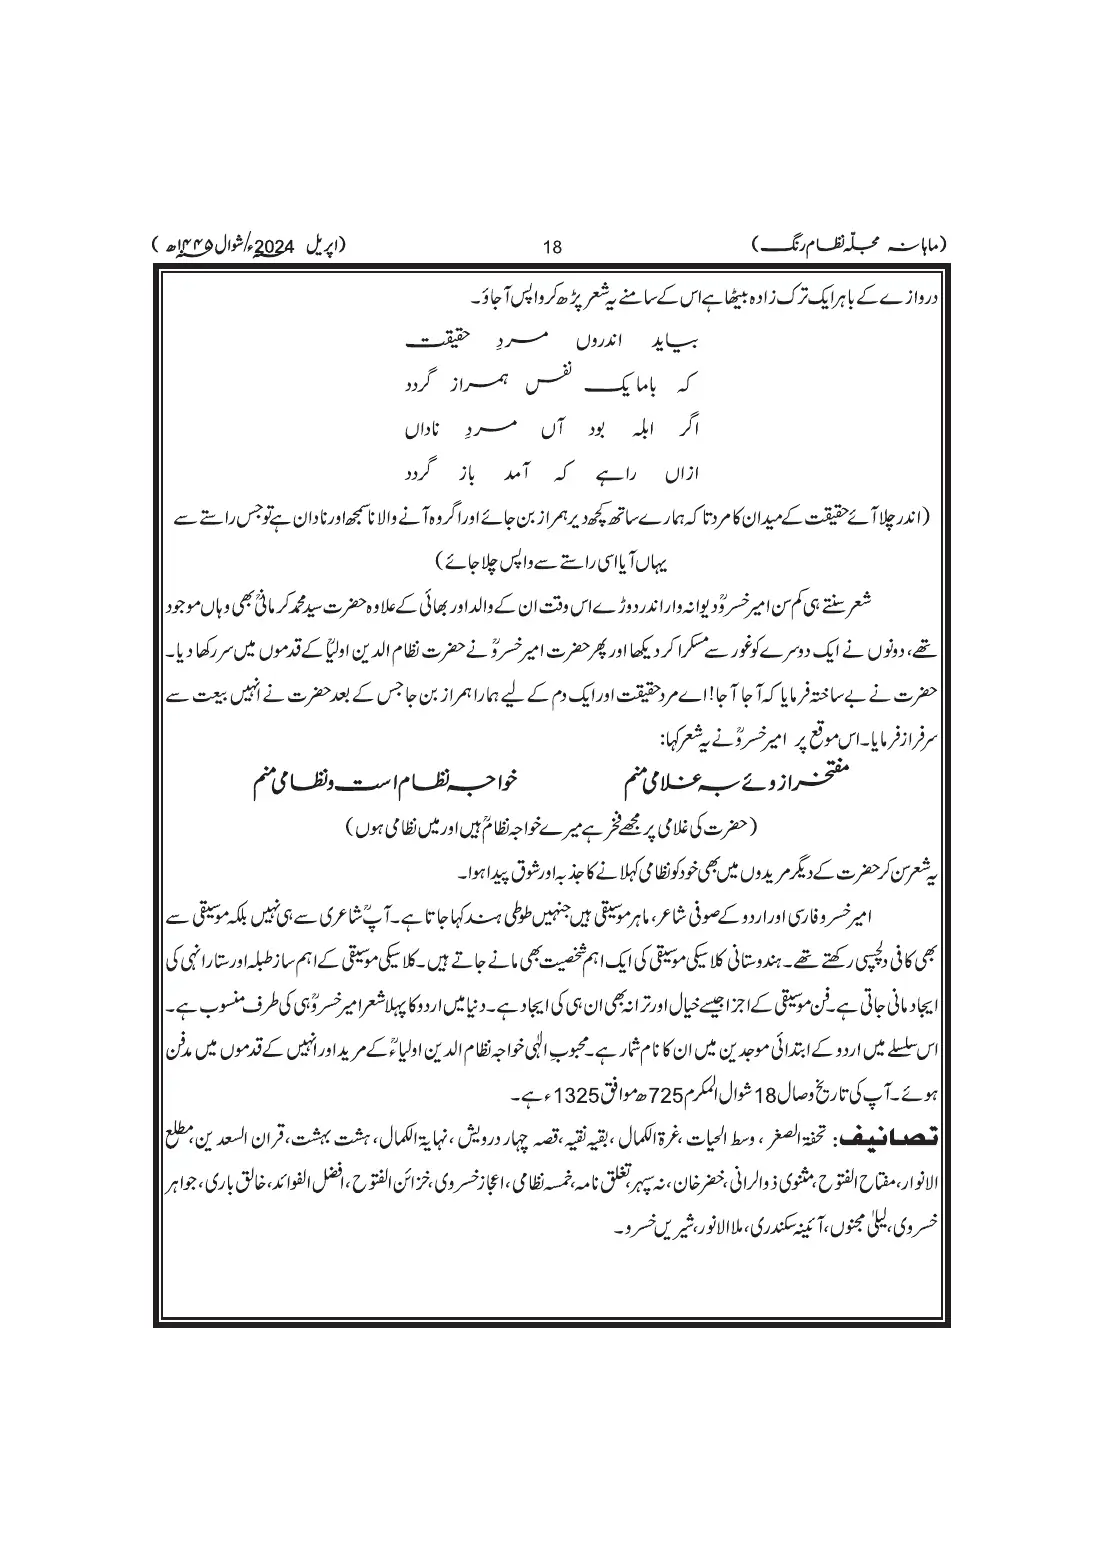 (ماہانہ مجلّہ نظام رنگ)
18
(اپریل 2024ء/شوال ۱۴۴۵ھ)
دروازے کے باہر ایک ترک زادہ بیٹھا ہے اس کے سامنے یہ شعر پڑھ کر واپس آجاؤ۔
بیاید اندروں مردِ حقیقت
کہ باما یک نفس ہمراز گردد
اگر ابلہ بود آں مردِ ناداں
ازاں راہے کہ آمد باز گردد
(اندر چلا آئے حقیقت کے میدان کا مرد تاکہ ہمارے ساتھ کچھ دیر ہمراز بن جائے اور اگر وہ آنے والا ناسمجھ اور نادان ہے تو جس راستے سے
یہاں آیا اسی راستے سے واپس چلا جائے)
شعر سنتے ہی کم سن امیر خسروؒ دیوانہ وار اندر دوڑے اس وقت ان کے والد اور بھائی کے علاوہ حضرت سید محمد کرمانیؒ بھی وہاں موجود
تھے، دونوں نے ایک دوسرے کو غور سے مسکرا کر دیکھا اور پھر حضرت امیر خسروؒ نے حضرت نظام الدین اولیاؒ کے قدموں میں سر رکھا دیا۔
حضرت نے بے ساختہ فرمایا کہ آجا آجا! اے مرد حقیقت اور ایک دم کے لیے ہمارا ہمراز بن جا جس کے بعد حضرت نے انہیں بیعت سے
سرفراز فرمایا۔ اس موقع پر امیر خسروؒ نے یہ شعر کہا:
مفتخر از وئے بہ غلامی منم خواجہ نظام است و نظامی منم
(حضرت کی غلامی پر مجھے فخر ہے میرے خواجہ نظامؒ ہیں اور میں نظامی ہوں)
یہ شعر سن کر حضرت کے دیگر مریدوں میں بھی خود کو نظامی کہلانے کا جذبہ اور شوق پیدا ہوا۔
امیر خسرو فارسی اور اردو کے صوفی شاعر، ماہر موسیقی ہیں جنہیں طوطی ہند کہا جاتا ہے۔ آپؒ شاعری سے ہی نہیں بلکہ موسیقی سے
بھی کافی دلچسپی رکھتے تھے۔ ہندوستانی کلاسیکی موسیقی کی ایک اہم شخصیت بھی مانے جاتے ہیں۔ کلاسیکی موسیقی کے اہم ساز طبلہ اور ستار انہی کی
ایجاد مانی جاتی ہے۔ فن موسیقی کے اجزا جیسے خیال اور ترانہ بھی ان ہی کی ایجاد ہے۔ دنیا میں اردو کا پہلا شعر امیر خسروؒ ہی کی طرف منسوب ہے۔
اس سلسلے میں اردو کے ابتدائی موجدین میں ان کا نام شمار ہے۔ محبوبِ الٰہی خواجہ نظام الدین اولیاءؒ کے مرید اور انہیں کے قدموں میں مدفن
ہوئے۔ آپ کی تاریخ وصال 18 شوال المکرم 725ھ موافق 1325ء ہے۔
تصانیف: تحفۃ الصغر، وسط الحیات، غرۃ الکمال، بقیہ نقیہ، قصہ چہار درویش، نہایۃ الکمال، ہشت بہشت، قران السعدین، مطلع
الانوار، مفتاح الفتوح، مثنوی ذوالرانی، خضر خان، نہ سپہر، تغلق نامہ، خمسہ نظامی، اعجاز خسروی، خزائن الفتوح، افضل الفوائد، خالق باری، جواہر
خسروی، لیلیٰ مجنوں، آئینہ سکندری، ملا الانور، شیریں خسرو۔